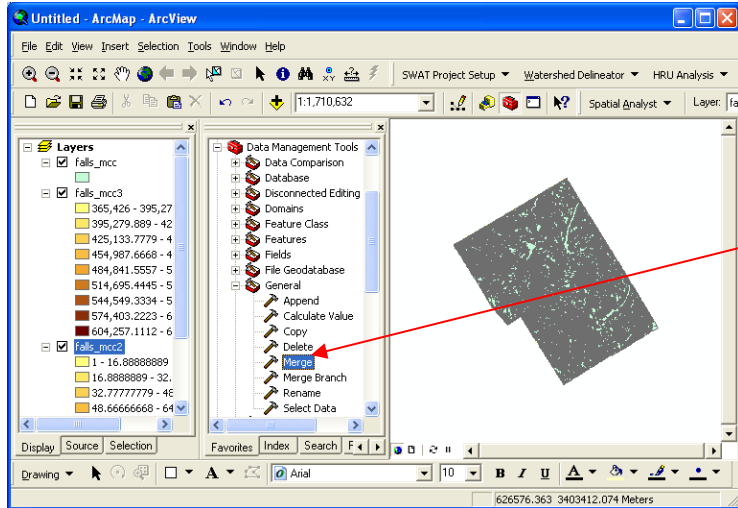 Untitled - ArcMap - ArcView
File Edit View Insert Selection Tools Window Help
SWAT Project Setup Watershed Delineator HRU Analysis
1:1,710,632 Spatial Analyst Layer: fa
Layers
falls_mcc
falls_mcc3
365,426 - 395,27
395,279.889 - 42
425,133.7779 - 4
454,987.6668 - 4
484,841.5557 - 5
514,695.4445 - 5
544,549.3334 - 5
574,403.2223 - 6
604,257.1112 - 6
falls_mcc2
1 - 16.88888889
16.8888889 - 32.
32.77777779 - 48
48.66666668 - 64
Display Source Selection
Data Management Tools
Data Comparison
Database
Disconnected Editing
Domains
Feature Class
Features
Fields
File Geodatabase
General
Append
Calculate Value
Copy
Delete
Merge
Merge Branch
Rename
Select Data
Favorites Index Search
Drawing A Arial 10 B I U A
626576.363 3403412.074 Meters